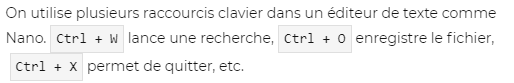 On utilise plusieurs raccourcis clavier dans un éditeur de texte comme
Nano. Ctrl + W lance une recherche, Ctrl + O enregistre le fichier,
Ctrl + X permet de quitter, etc.